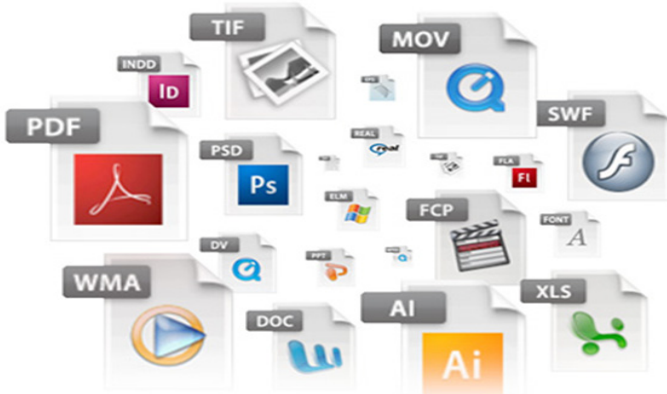 TIF
MOV
INDD
ID
SWF
PDF
REAL
real
PSD
Ps
FLA
Fl
ELM
FCP
FONT
A
DV
PPT
WMA
XLS
AI
DOC
Ai